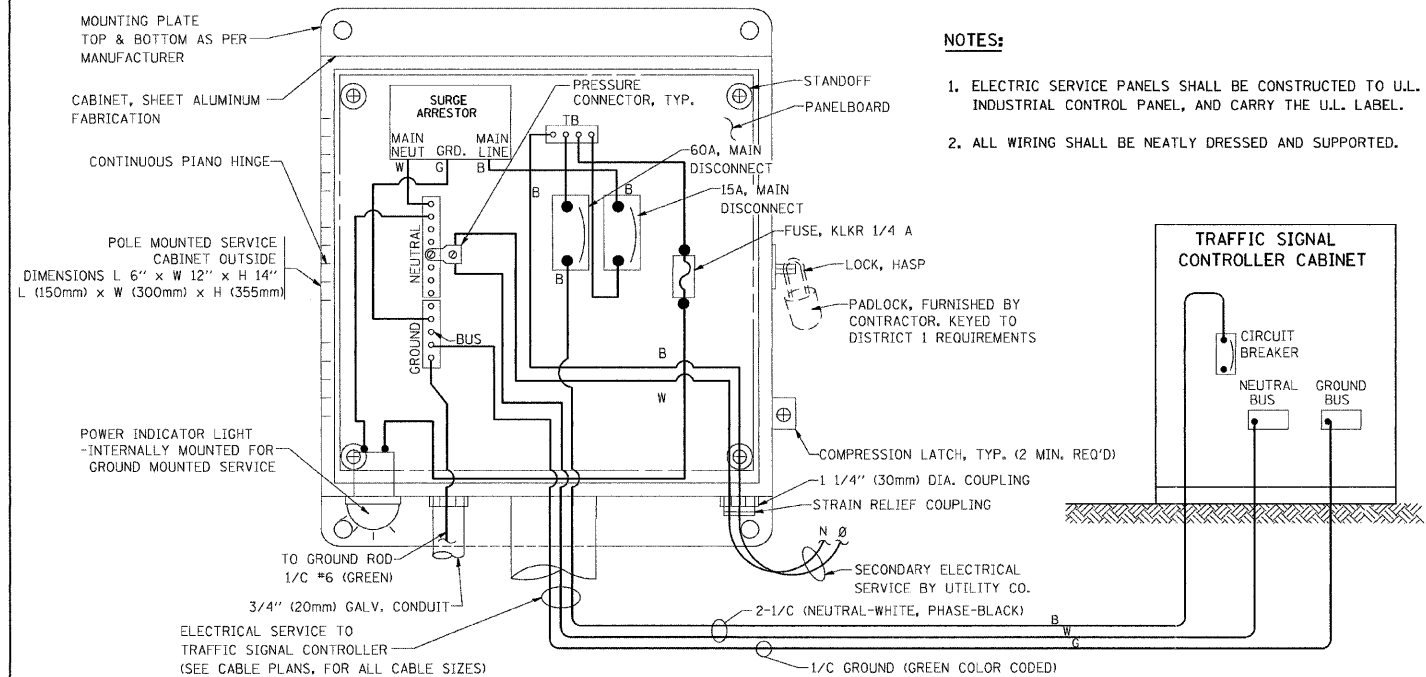 MOUNTING PLATE
TOP & BOTTOM AS PER
MANUFACTURER
CABINET, SHEET ALUMINUM
FABRICATION
CONTINUOUS PIANO HINGE
POLE MOUNTED SERVICE
CABINET OUTSIDE
DIMENSIONS L 6" x W 12" x H 14"
L (150mm) x W (300mm) x H (355mm)
POWER INDICATOR LIGHT
-INTERNALLY MOUNTED FOR
GROUND MOUNTED SERVICE
TO GROUND ROD
1/C #6 (GREEN)
3/4" (20mm) GALV. CONDUIT
ELECTRICAL SERVICE TO
TRAFFIC SIGNAL CONTROLLER
(SEE CABLE PLANS, FOR ALL CABLE SIZES)
SURGE
ARRESTOR
MAIN
NEUT
GRD.
MAIN
LINE
W
G
B
PRESSURE
CONNECTOR, TYP.
TB
B
B
B
NEUTRAL
GROUND
BUS
B
W
STANDOFF
PANELBOARD
60A, MAIN
DISCONNECT
15A, MAIN
DISCONNECT
FUSE, KLKR 1/4 A
LOCK, HASP
PADLOCK, FURNISHED BY
CONTRACTOR. KEYED TO
DISTRICT 1 REQUIREMENTS
COMPRESSION LATCH, TYP. (2 MIN. REQ'D)
1 1/4" (30mm) DIA. COUPLING
STRAIN RELIEF COUPLING
N Ø
SECONDARY ELECTRICAL
SERVICE BY UTILITY CO.
2-1/C (NEUTRAL-WHITE, PHASE-BLACK)
B
W
G
1/C GROUND (GREEN COLOR CODED)
NOTES:
1. ELECTRIC SERVICE PANELS SHALL BE CONSTRUCTED TO U.L.
INDUSTRIAL CONTROL PANEL, AND CARRY THE U.L. LABEL.
2. ALL WIRING SHALL BE NEATLY DRESSED AND SUPPORTED.
TRAFFIC SIGNAL
CONTROLLER CABINET
CIRCUIT
BREAKER
NEUTRAL
BUS
GROUND
BUS